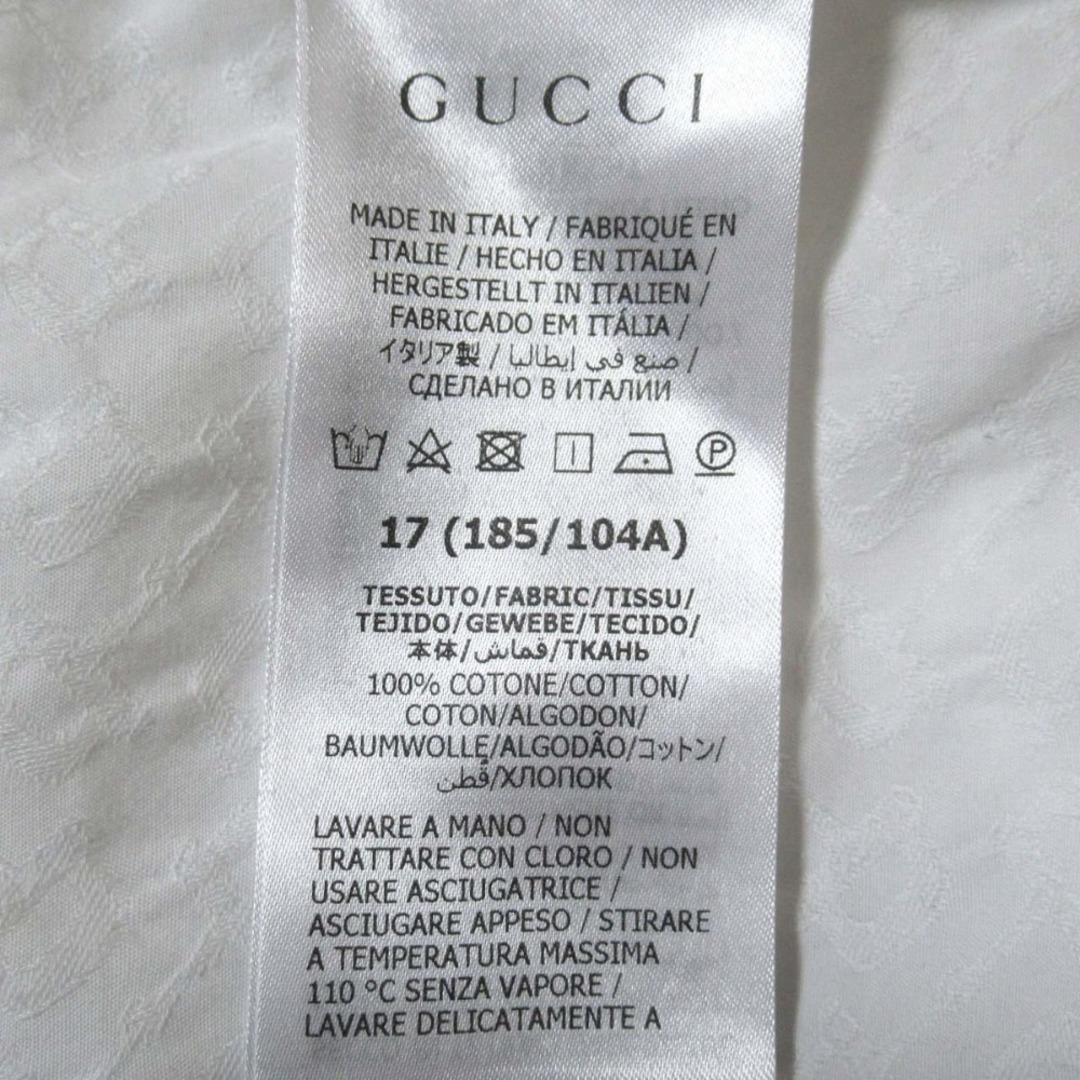 GUCCI
MADE IN ITALY / FABRIQUÉ EN
ITALIE / HECHO EN ITALIA /
HERGESTELLT IN ITALIEN /
FABRICADO EM ITÁLIA /
イタリア製 / صنع في إيطاليا /
СДЕЛАНО В ИТАЛИИ
P
17 (185/104A)
TESSUTO/FABRIC/TISSU/
TEJIDO/GEWEBE/TECIDO/
本体/قماش/ТКАНЬ
100% COTONE/COTTON/
COTON/ALGODON/
BAUMWOLLE/ALGODÃO/コットン/
قُطن/ХЛОПОК
LAVARE A MANO / NON
TRATTARE CON CLORO / NON
USARE ASCIUGATRICE /
ASCIUGARE APPESO / STIRARE
A TEMPERATURA MASSIMA
110 °C SENZA VAPORE /
LAVARE DELICATAMENTE A